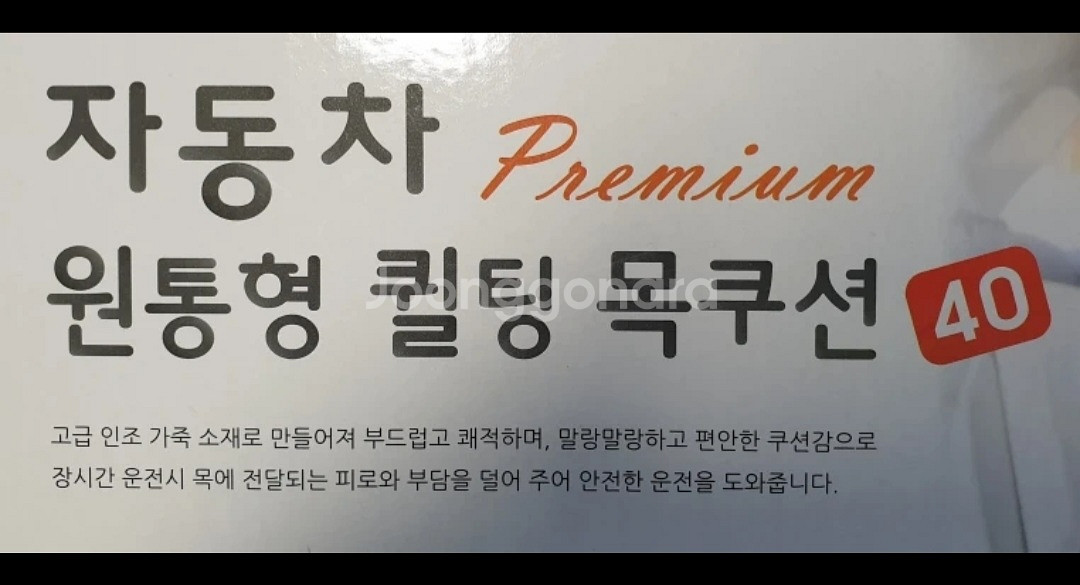 자동차 Premium
원통형 퀼팅 목쿠션 40
Joonggonara
고급 인조 가죽 소재로 만들어져 부드럽고 쾌적하며, 말랑말랑하고 편안한 쿠션감으로
장시간 운전시 목에 전달되는 피로와 부담을 덜어 주어 안전한 운전을 도와줍니다.